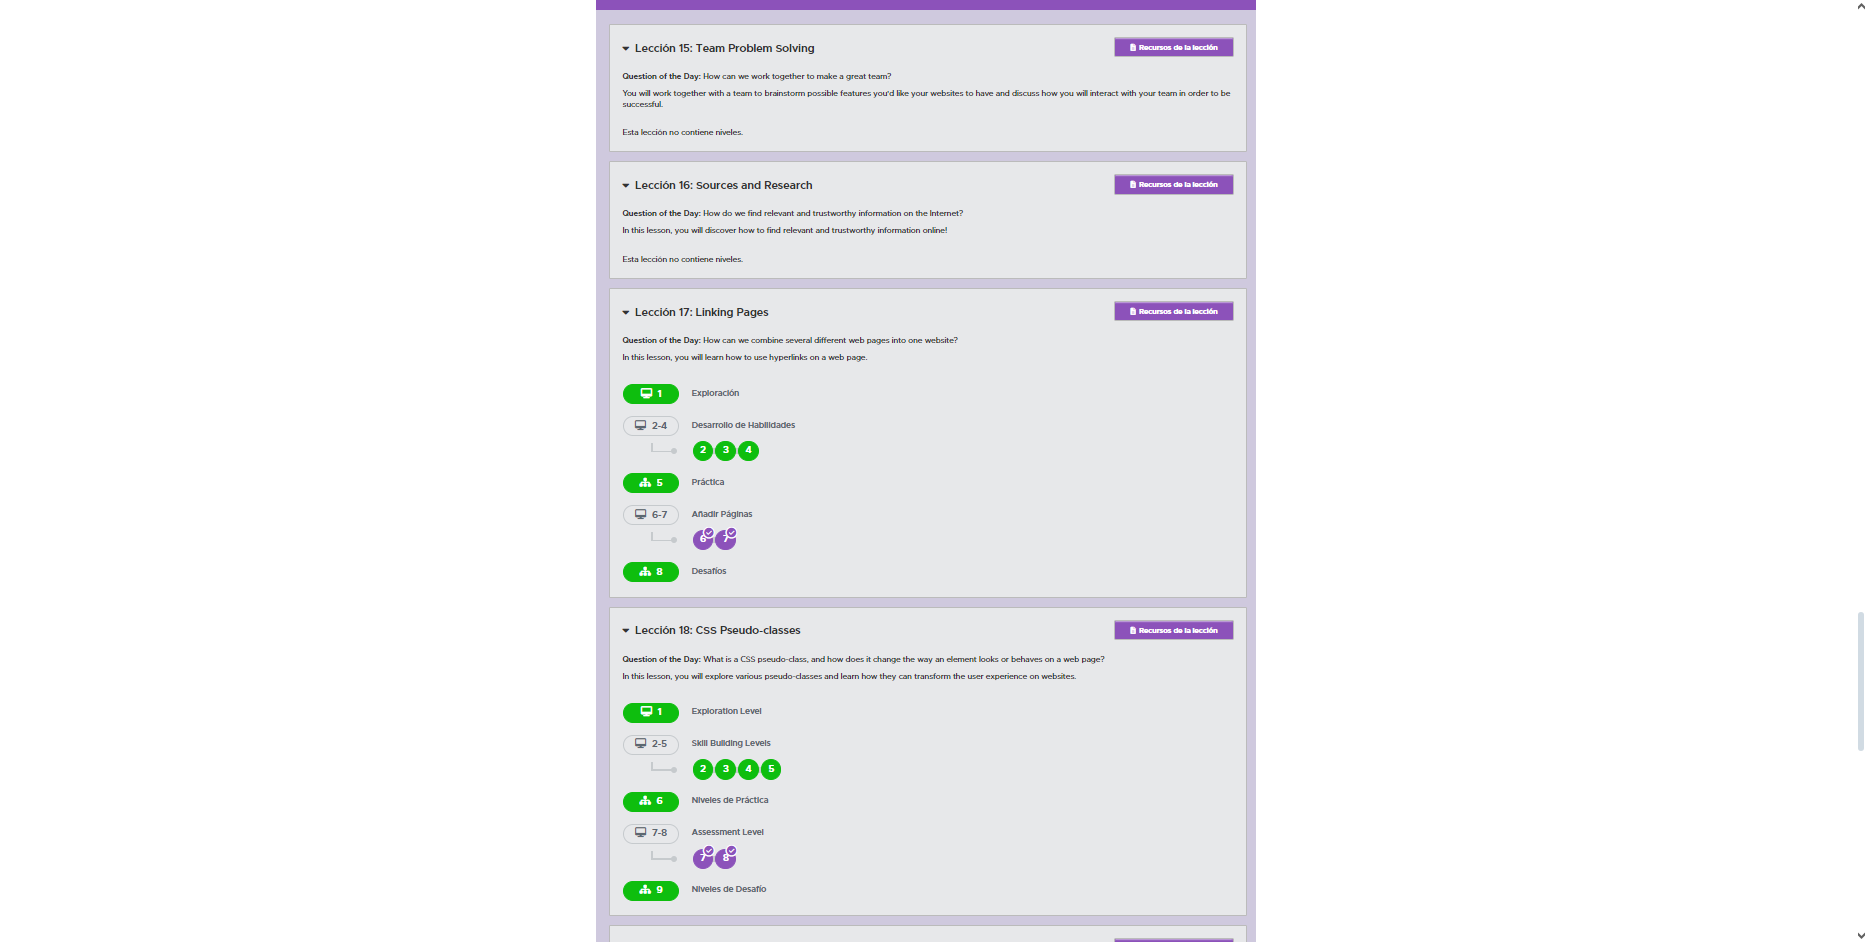 Lección 15: Team Problem Solving
Recursos de la lección
Question of the Day: How can we work together to make a great team?
You will work together with a team to brainstorm possible features you'd like your websites to have and discuss how you will interact with your team in order to be
successful.
Esta lección no contiene niveles.
Lección 16: Sources and Research
Recursos de la lección
Question of the Day: How do we find relevant and trustworthy information on the Internet?
In this lesson, you will discover how to find relevant and trustworthy information online!
Esta lección no contiene niveles.
Lección 17: Linking Pages
Recursos de la lección
Question of the Day: How can we combine several different web pages into one website?
In this lesson, you will learn how to use hyperlinks on a web page.
1 Exploración
2-4 Desarrollo de Habilidades
2 3 4
5 Práctica
6-7 Añadir Páginas
6 7
8 Desafíos
Lección 18: CSS Pseudo-classes
Recursos de la lección
Question of the Day: What is a CSS pseudo-class, and how does it change the way an element looks or behaves on a web page?
In this lesson, you will explore various pseudo-classes and learn how they can transform the user experience on websites.
1 Exploration Level
2-5 Skill Building Levels
2 3 4 5
6 Niveles de Práctica
7-8 Assessment Level
7 8
9 Niveles de Desafío